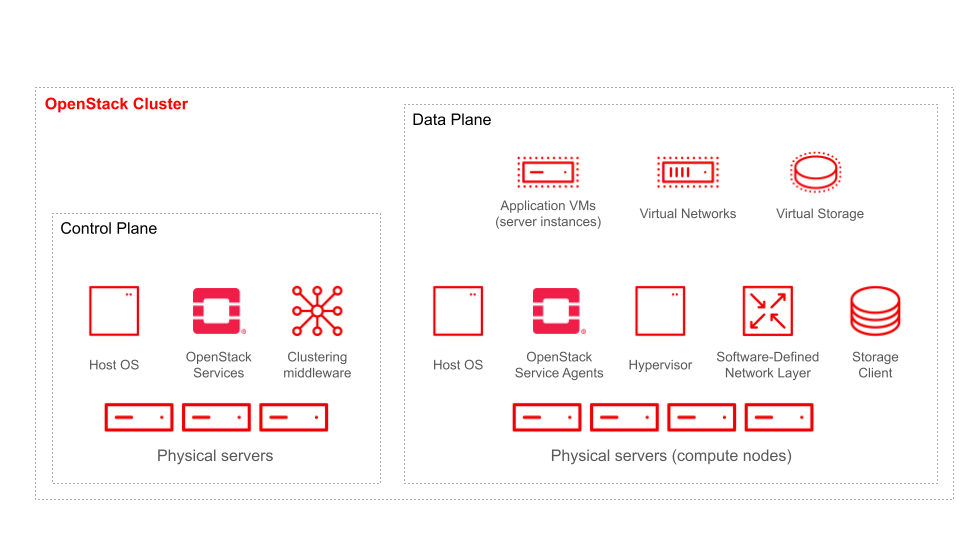 OpenStack Cluster
Control Plane
Host OS
OpenStack
Services
Clustering
middleware
Physical servers
Data Plane
Application VMs
(server instances)
Virtual Networks
Virtual Storage
Host OS
OpenStack
Service Agents
Hypervisor
Software-Defined
Network Layer
Storage
Client
Physical servers (compute nodes)